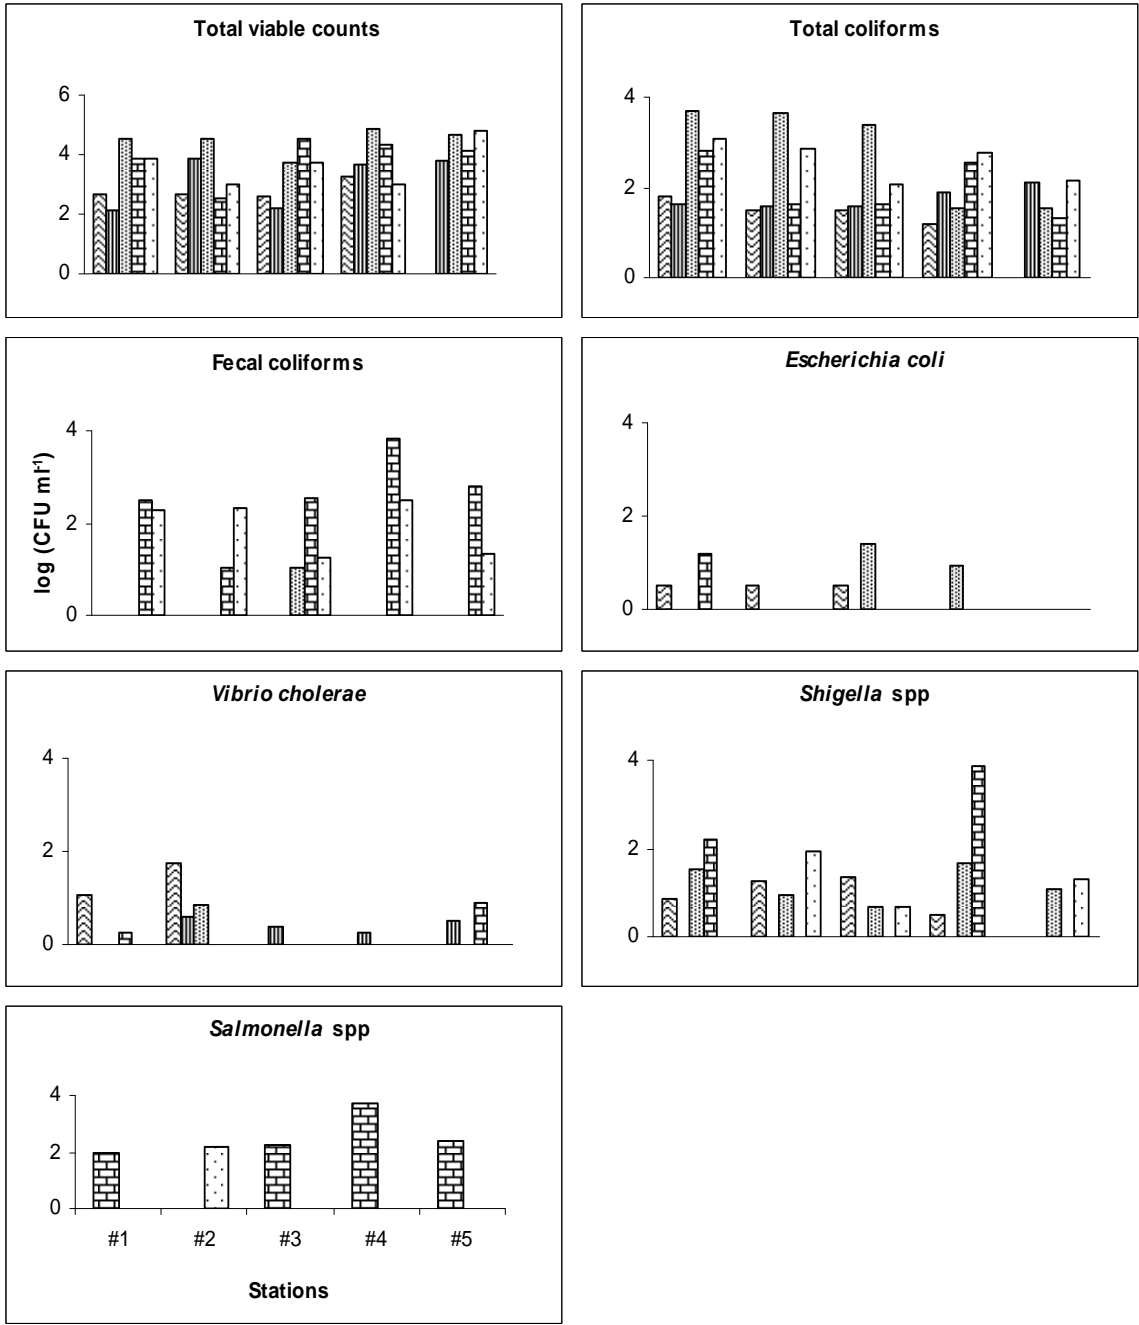 Total viable counts
6
4
2
0
Total coliforms
4
2
0
Fecal coliforms
log (CFU ml⁻¹)
4
2
0
Escherichia coli
4
2
0
Vibrio cholerae
4
2
0
Shigella spp
4
2
0
Salmonella spp
4
2
0
#1 #2 #3 #4 #5
Stations